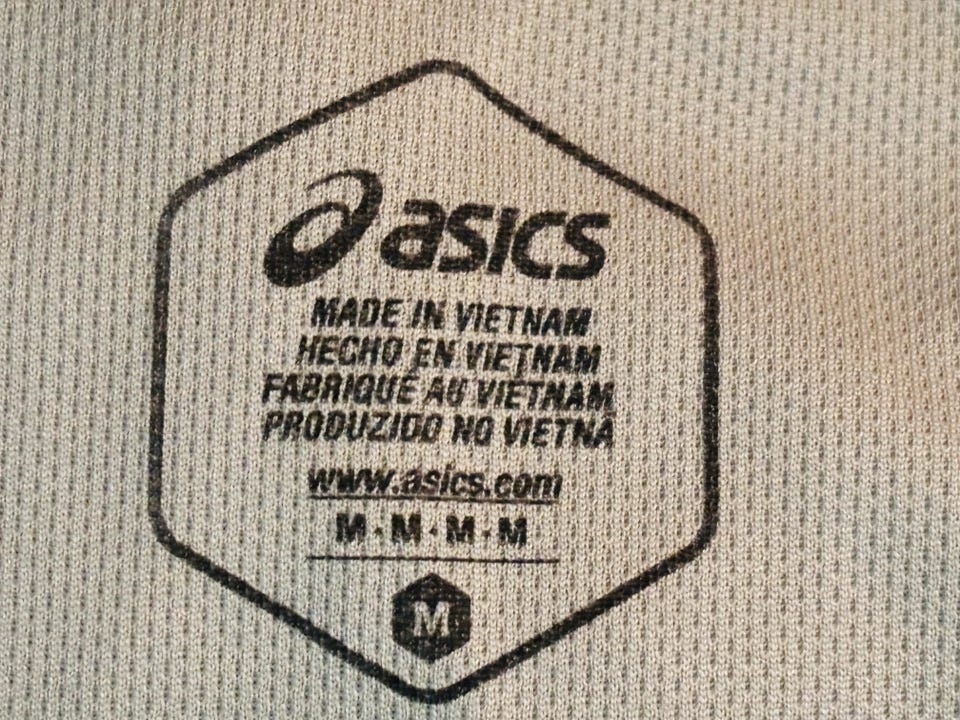 asics
MADE IN VIETNAM
HECHO EN VIETNAM
FABRIQUÉ AU VIETNAM
PRODUZIDO NO VIETNA
www.asics.com
M · M · M · M
M